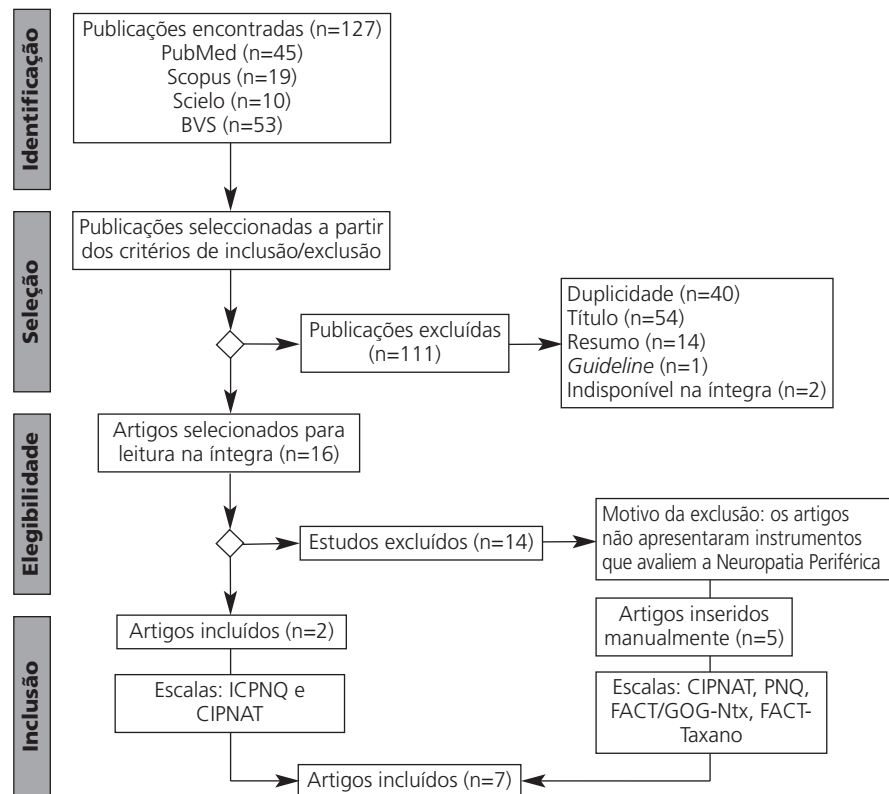 Identificação
Publicações encontradas (n=127)
PubMed (n=45)
Scopus (n=19)
Scielo (n=10)
BVS (n=53)
Seleção
Publicações seleccionadas a partir
dos critérios de inclusão/exclusão
Publicações excluídas
(n=111)
Duplicidade (n=40)
Título (n=54)
Resumo (n=14)
Guideline (n=1)
Indisponível na íntegra (n=2)
Elegibilidade
Artigos selecionados para
leitura na íntegra (n=16)
Estudos excluídos (n=14)
Motivo da exclusão: os artigos
não apresentaram instrumentos
que avaliem a Neuropatia Periférica
Inclusão
Artigos incluídos (n=2)
Artigos inseridos
manualmente (n=5)
Escalas: ICPNQ e
CIPNAT
Escalas: CIPNAT, PNQ,
FACT/GOG-Ntx, FACT-
Taxano
Artigos incluídos (n=7)